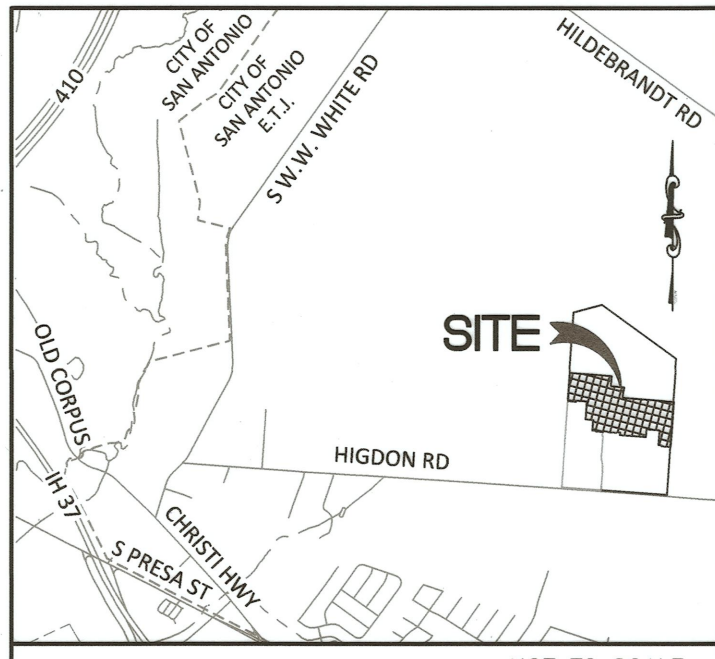 410
CITY OF
SAN ANTONIO
CITY OF
SAN ANTONIO
E.T.J.
S W.W. WHITE RD
HILDEBRANDT RD
SITE
OLD CORPUS
CHRISTI HWY
IH 37
S PRESA ST
HIGDON RD